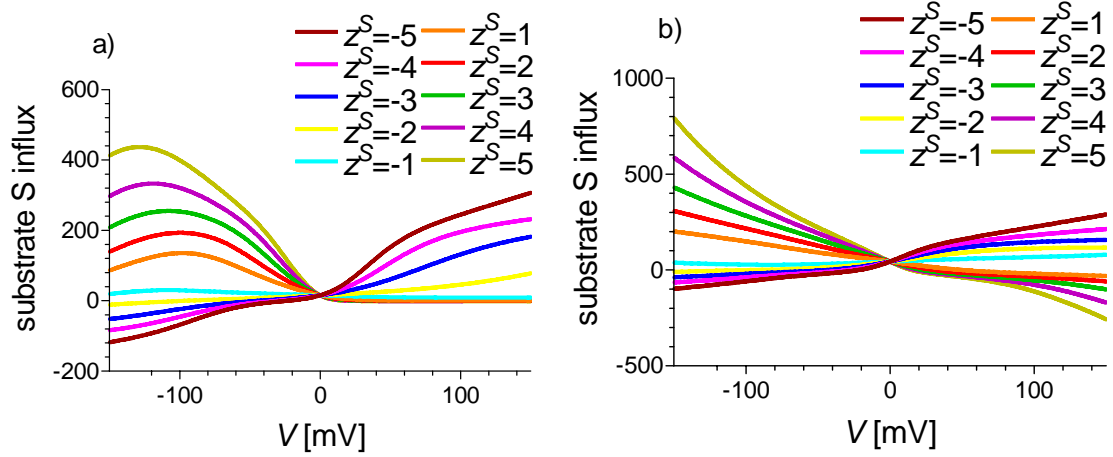 a)
z^S=-5 z^S=1
z^S=-4 z^S=2
z^S=-3 z^S=3
z^S=-2 z^S=4
z^S=-1 z^S=5
substrate S influx
600
400
200
0
-200
-100 0 100
V [mV]
b)
z^S=-5 z^S=1
z^S=-4 z^S=2
z^S=-3 z^S=3
z^S=-2 z^S=4
z^S=-1 z^S=5
substrate S influx
1000
500
0
-500
-100 0 100
V [mV]